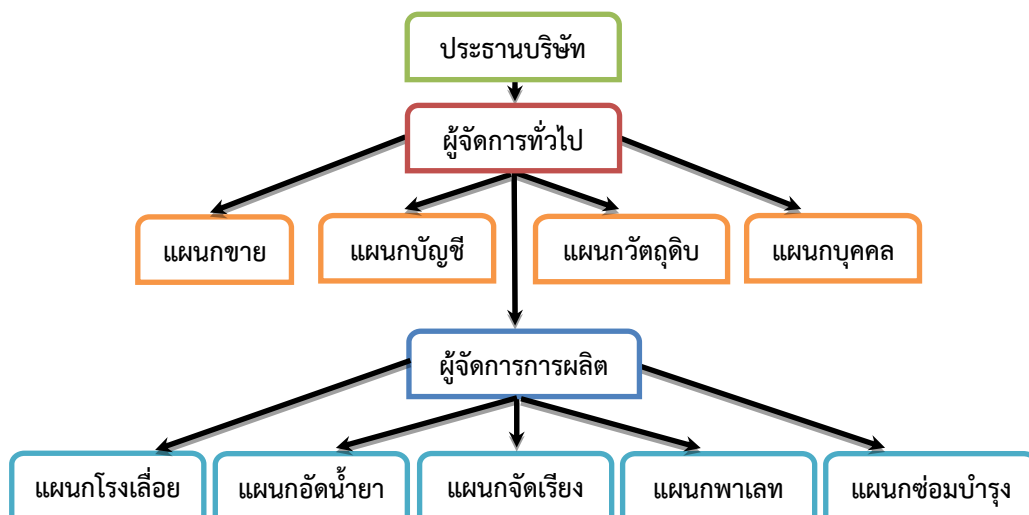 ประธานบริษัท
ผู้จัดการทั่วไป
แผนกขาย
แผนกบัญชี
แผนกวัตถุดิบ
แผนกบุคคล
ผู้จัดการการผลิต
แผนกโรงเลื่อย
แผนกอัดน้ำยา
แผนกจัดเรียง
แผนกพาเลท
แผนกซ่อมบำรุง